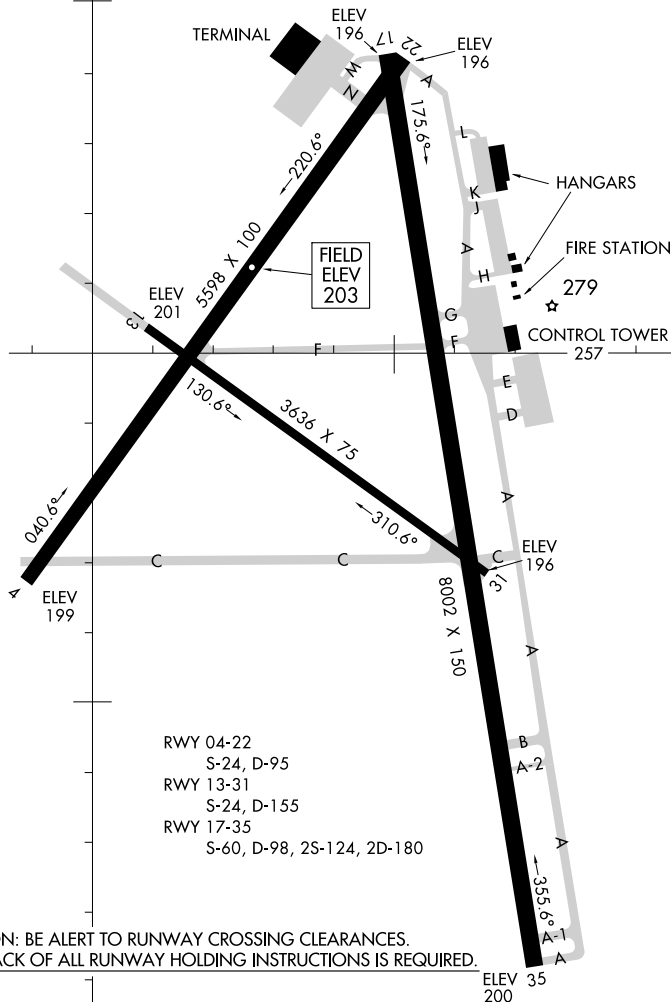 TERMINAL
ELEV
196
17
22
ELEV
196
A
W
N
175.6°
L
220.6°
K
J
HANGARS
A
H
FIRE STATION
279
5598 X 100
FIELD
ELEV
203
ELEV
201
13
G
F
F
CONTROL TOWER
257
E
D
130.6°
3636 X 75
A
040.6°
310.6°
C
C
C
ELEV
196
31
4
ELEV
199
8002 X 150
A
RWY 04-22
S-24, D-95
RWY 13-31
S-24, D-155
RWY 17-35
S-60, D-98, 2S-124, 2D-180
B
A-2
A
355.6°
A-1
A
ON: BE ALERT TO RUNWAY CROSSING CLEARANCES.
ACK OF ALL RUNWAY HOLDING INSTRUCTIONS IS REQUIRED.
ELEV
200
35